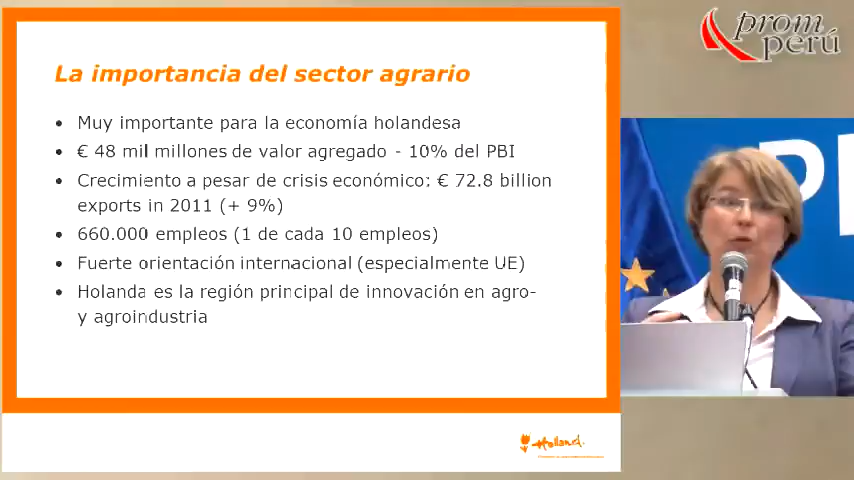 La importancia del sector agrario
• Muy importante para la economía holandesa
• € 48 mil millones de valor agregado - 10% del PBI
• Crecimiento a pesar de crisis económico: € 72.8 billion
exports in 2011 (+ 9%)
• 660.000 empleos (1 de cada 10 empleos)
• Fuerte orientación internacional (especialmente UE)
• Holanda es la región principal de innovación en agro-
y agroindustria
Holland.
prom
perú